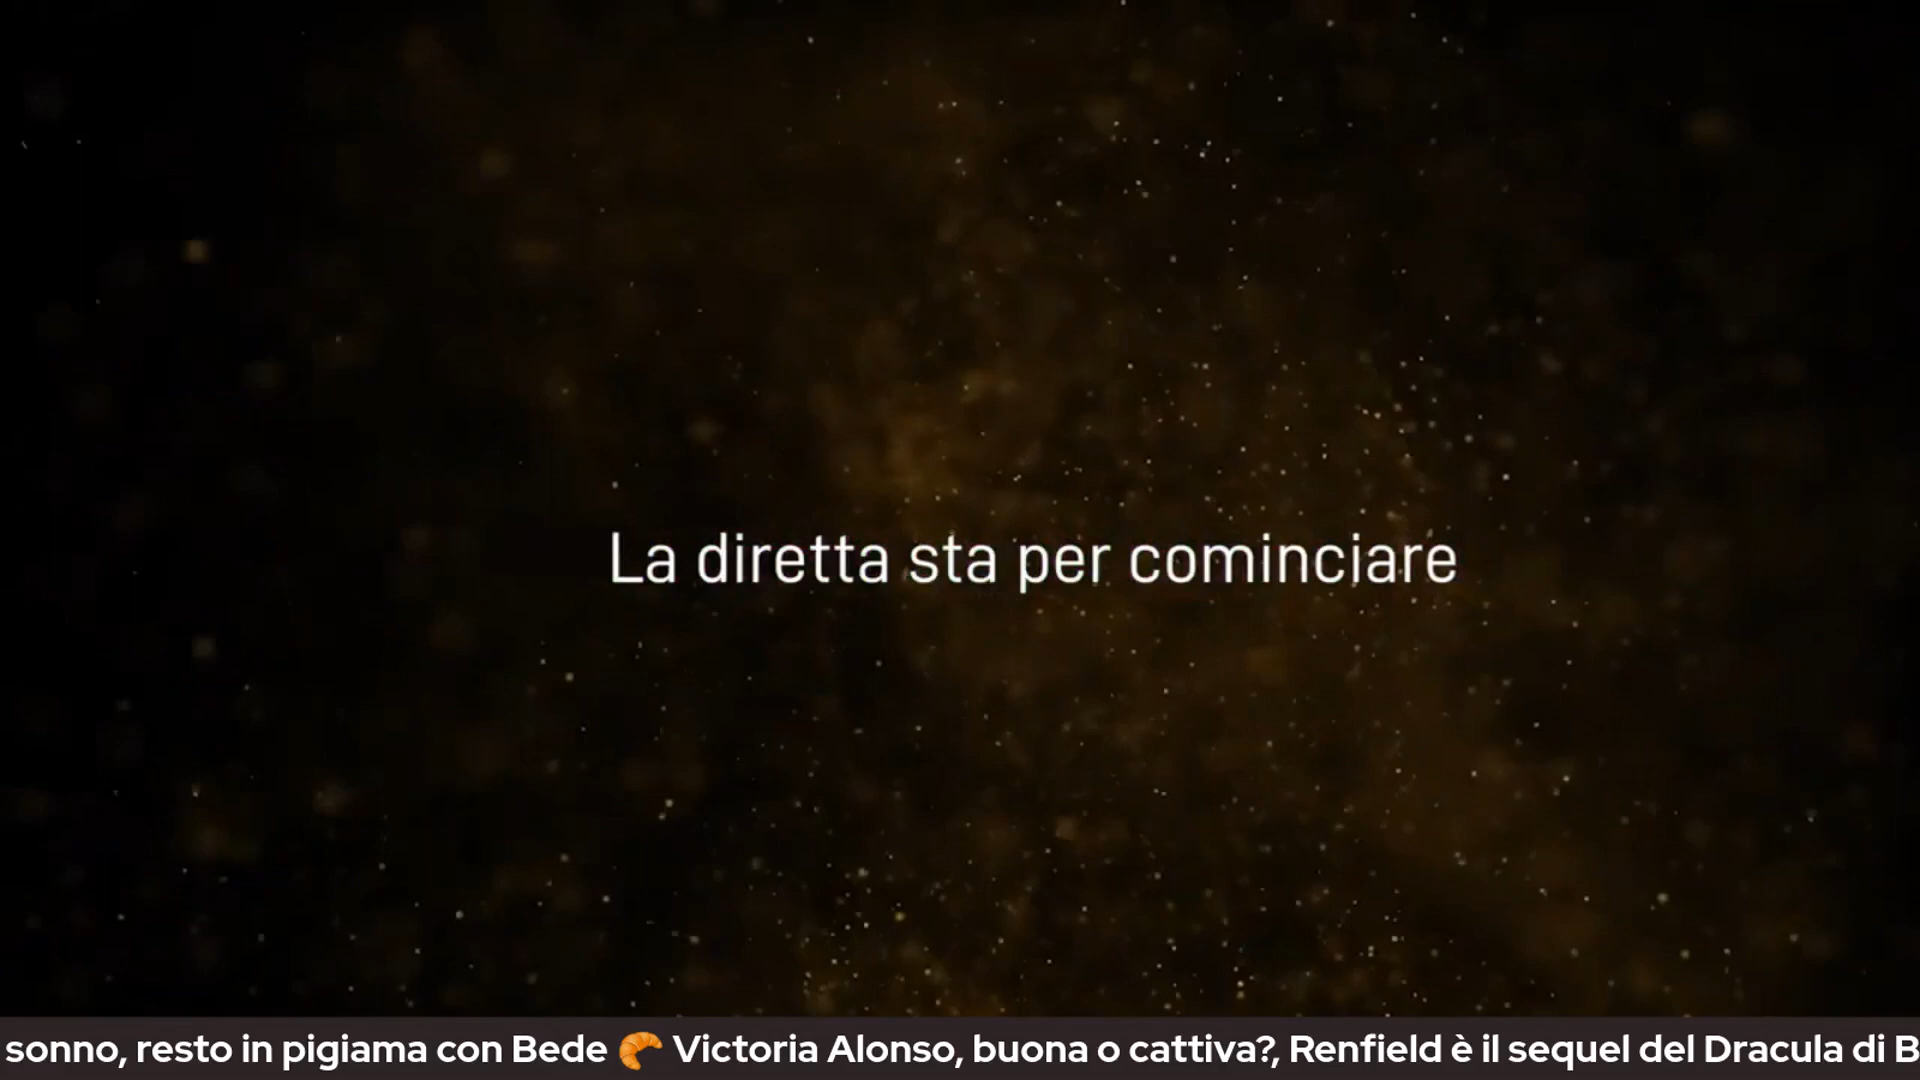 La diretta sta per cominciare
sonno, resto in pigiama con Bede 🥐 Victoria Alonso, buona o cattiva?, Renfield è il sequel del Dracula di B